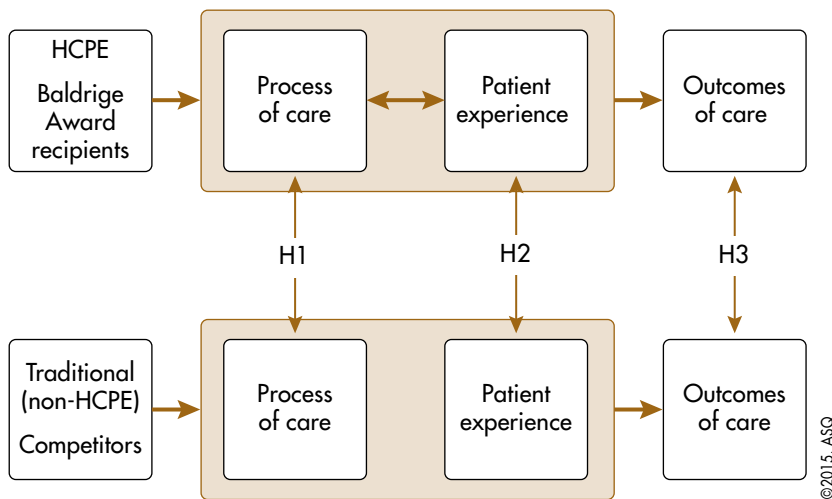 HCPE
Baldrige
Award
recipients
Process
of care
Patient
experience
Outcomes
of care
H1
H2
H3
Traditional
(non-HCPE)
Competitors
Process
of care
Patient
experience
Outcomes
of care
©2015, ASQ